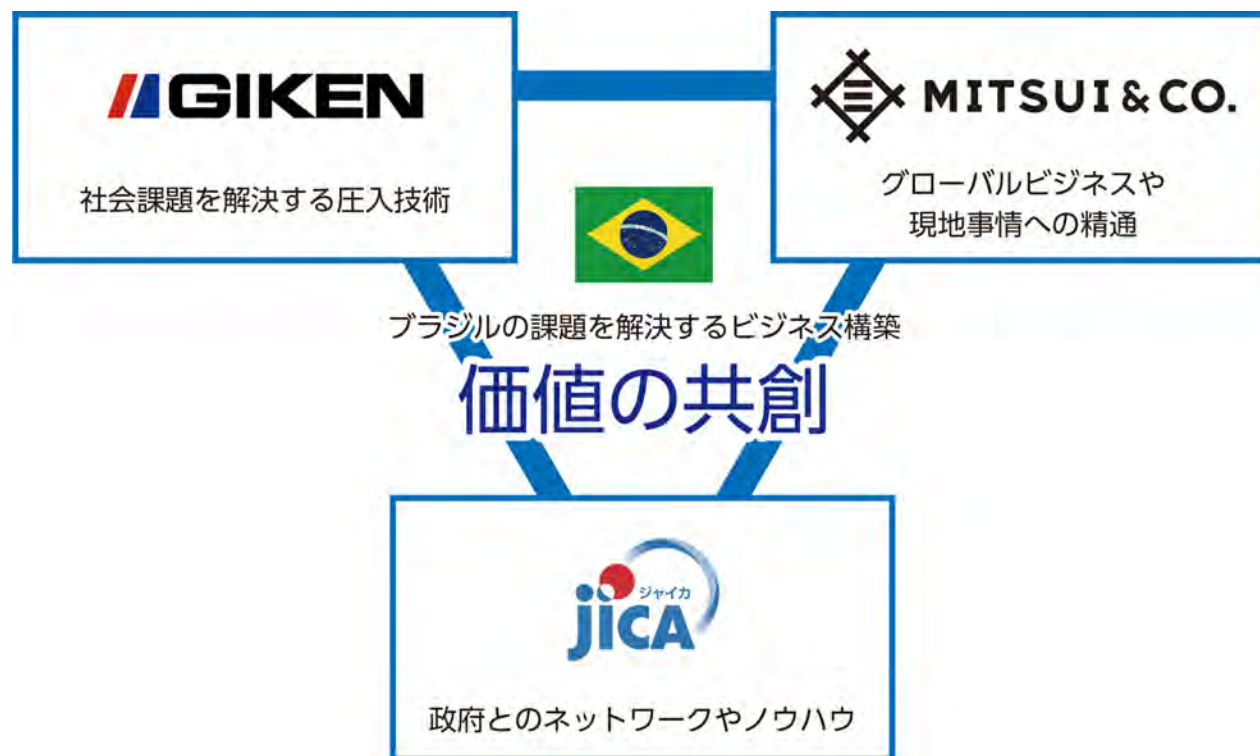 GIKEN
社会課題を解決する圧入技術
MITSUI & CO.
グローバルビジネスや
現地事情への精通
ブラジルの課題を解決するビジネス構築
価値の共創
ジャイカ
jICA
政府とのネットワークやノウハウ